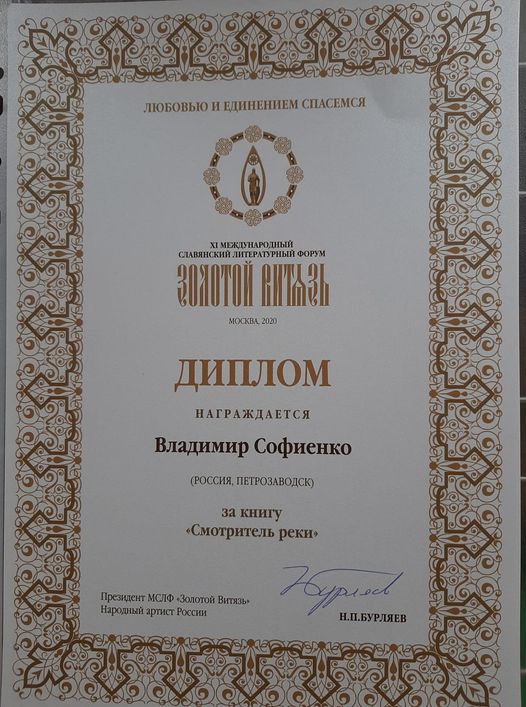 ЛЮБОВЬЮ И ЕДИНЕНИЕМ СПАСЕМСЯ
XI МЕЖДУНАРОДНЫЙ
СЛАВЯНСКИЙ ЛИТЕРАТУРНЫЙ ФОРУМ
ЗОЛОТОЙ ВИТЯЗЬ
МОСКВА, 2020
ДИПЛОМ
НАГРАЖДАЕТСЯ
Владимир Софиенко
(РОССИЯ, ПЕТРОЗАВОДСК)
за книгу
«Смотритель реки»
Президент МСЛФ «Золотой Витязь»
Народный артист России
Н.П.БУРЛЯЕВ